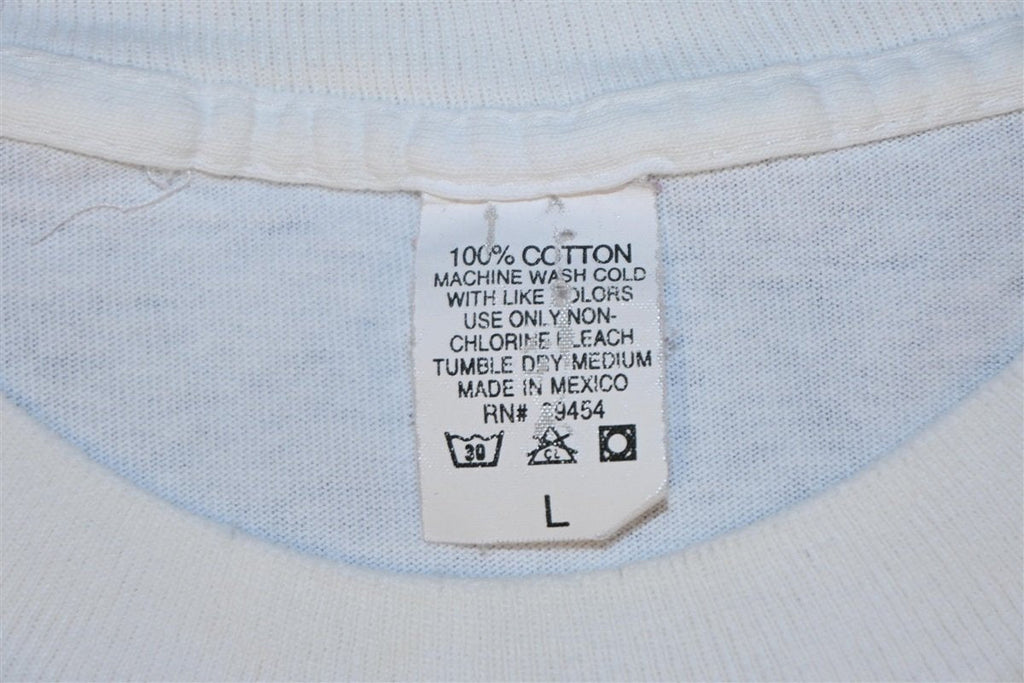 100% COTTON
MACHINE WASH COLD
WITH LIKE COLORS
USE ONLY NON-
CHLORINE BLEACH
TUMBLE DRY MEDIUM
MADE IN MEXICO
RN#
30 CL
L